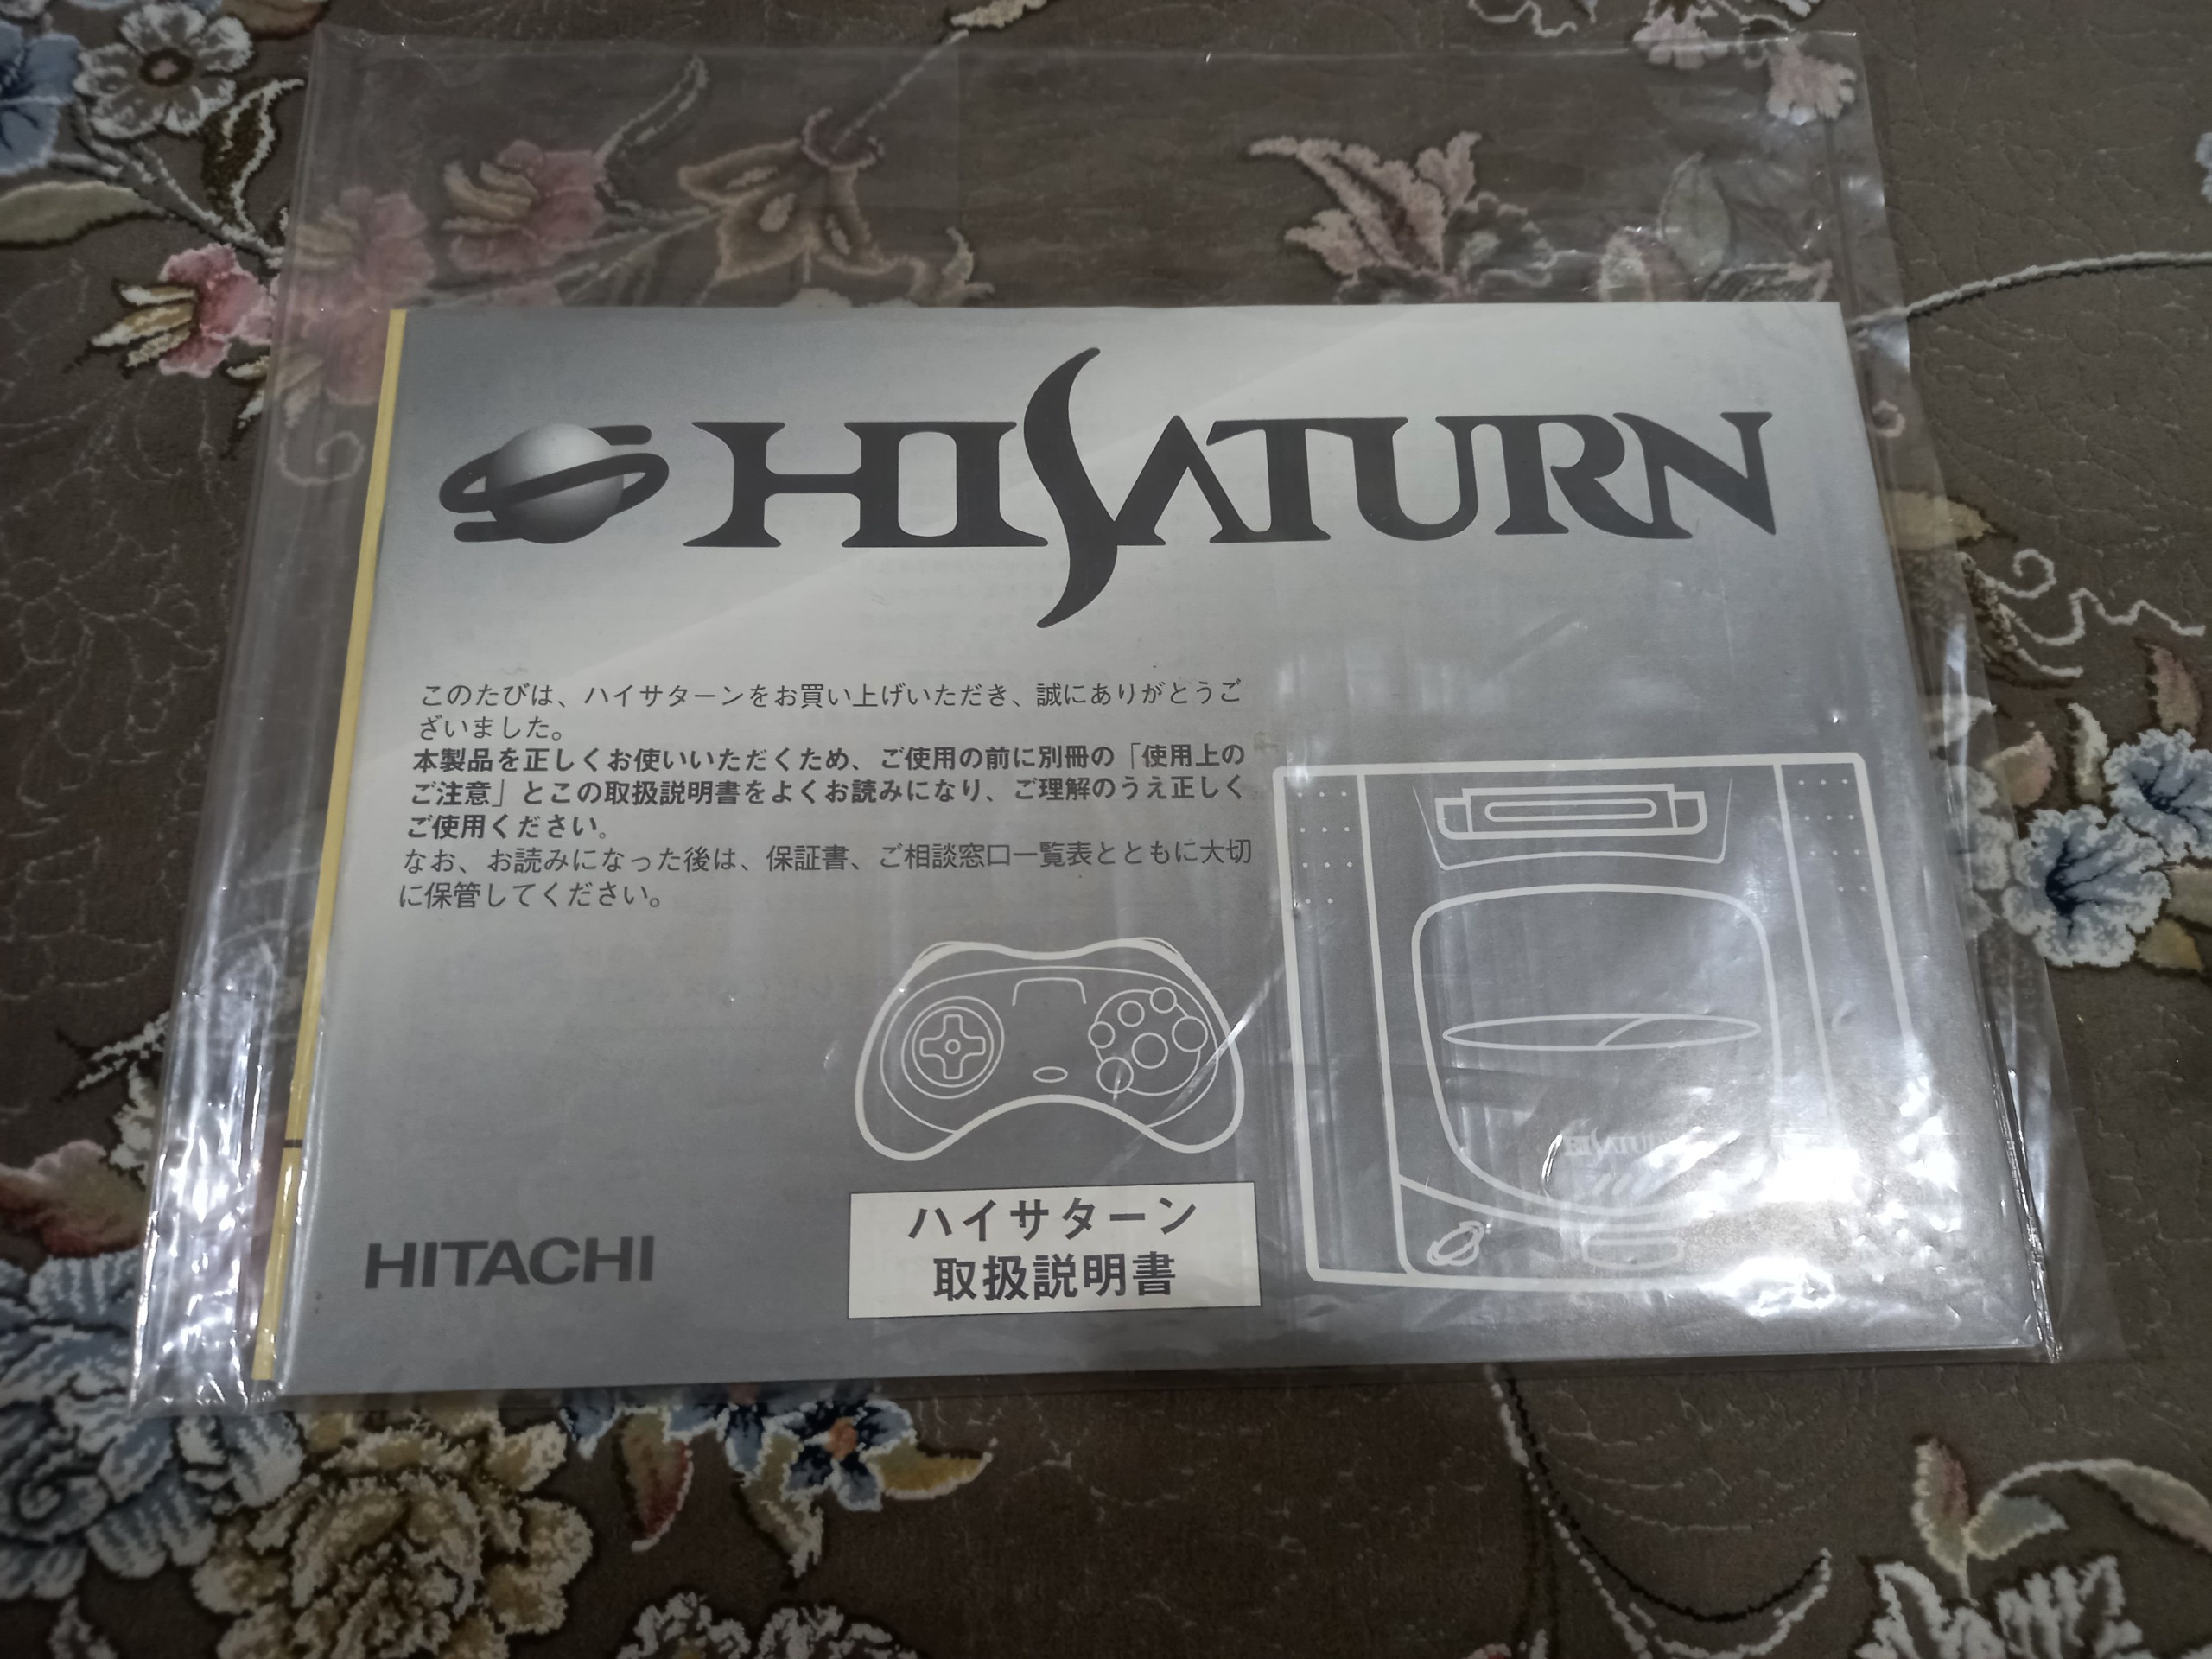 HISATURN
このたびは、ハイサターンをお買い上げいただき、誠にありがとうご
ざいました。
本製品を正しくお使いいただくため、ご使用の前に別冊の「使用上の
ご注意」とこの取扱説明書をよくお読みになり、ご理解のうえ正しく
ご使用ください。
なお、お読みになった後は、保証書、ご相談窓口一覧表とともに大切
に保管してください。
HITACHI
ハイサターン
取扱説明書